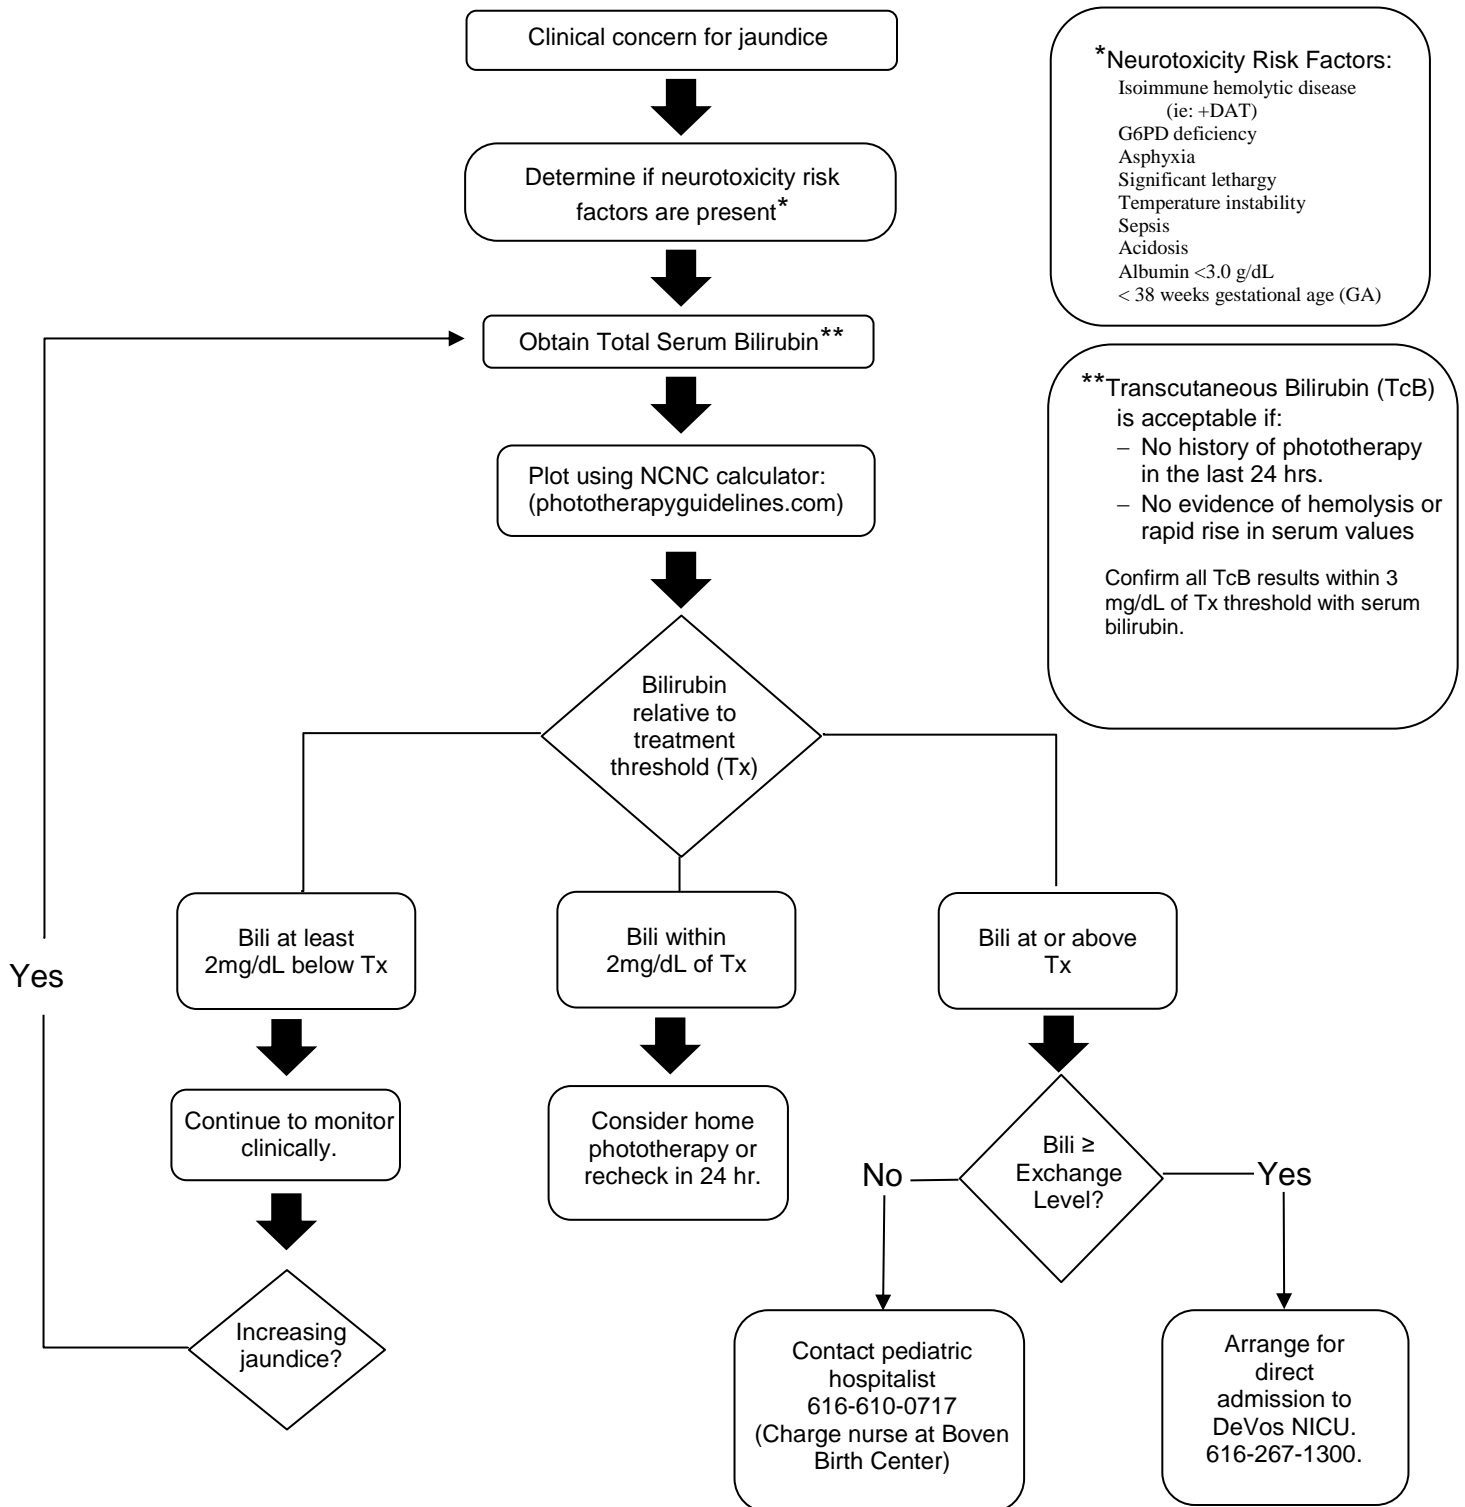 Clinical concern for jaundice
*Neurotoxicity Risk Factors:
Isoimmune hemolytic disease
(ie: +DAT)
G6PD deficiency
Asphyxia
Significant lethargy
Temperature instability
Sepsis
Acidosis
Albumin <3.0 g/dL
< 38 weeks gestational age (GA)
Determine if neurotoxicity risk
factors are present*
Obtain Total Serum Bilirubin**
**Transcutaneous Bilirubin (TcB)
is acceptable if:
– No history of phototherapy
in the last 24 hrs.
– No evidence of hemolysis or
rapid rise in serum values
Confirm all TcB results within 3
mg/dL of Tx threshold with serum
bilirubin.
Plot using NCNC calculator:
(phototherapyguidelines.com)
Bilirubin
relative to
treatment
threshold (Tx)
Bili at least
2mg/dL below Tx
Bili within
2mg/dL of Tx
Bili at or above
Tx
Yes
Continue to monitor
clinically.
Consider home
phototherapy or
recheck in 24 hr.
Bili ≥
Exchange
Level?
No
Yes
Increasing
jaundice?
Contact pediatric
hospitalist
616-610-0717
(Charge nurse at Boven
Birth Center)
Arrange for
direct
admission to
DeVos NICU.
616-267-1300.